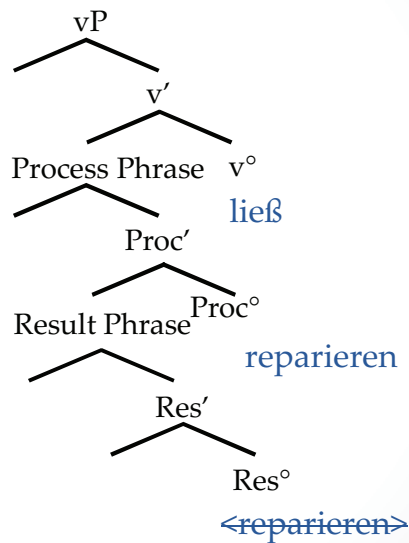 vP
v′
Process Phrase v°
ließ
Proc′
Result Phrase Proc°
reparieren
Res′
Res°
<reparieren>